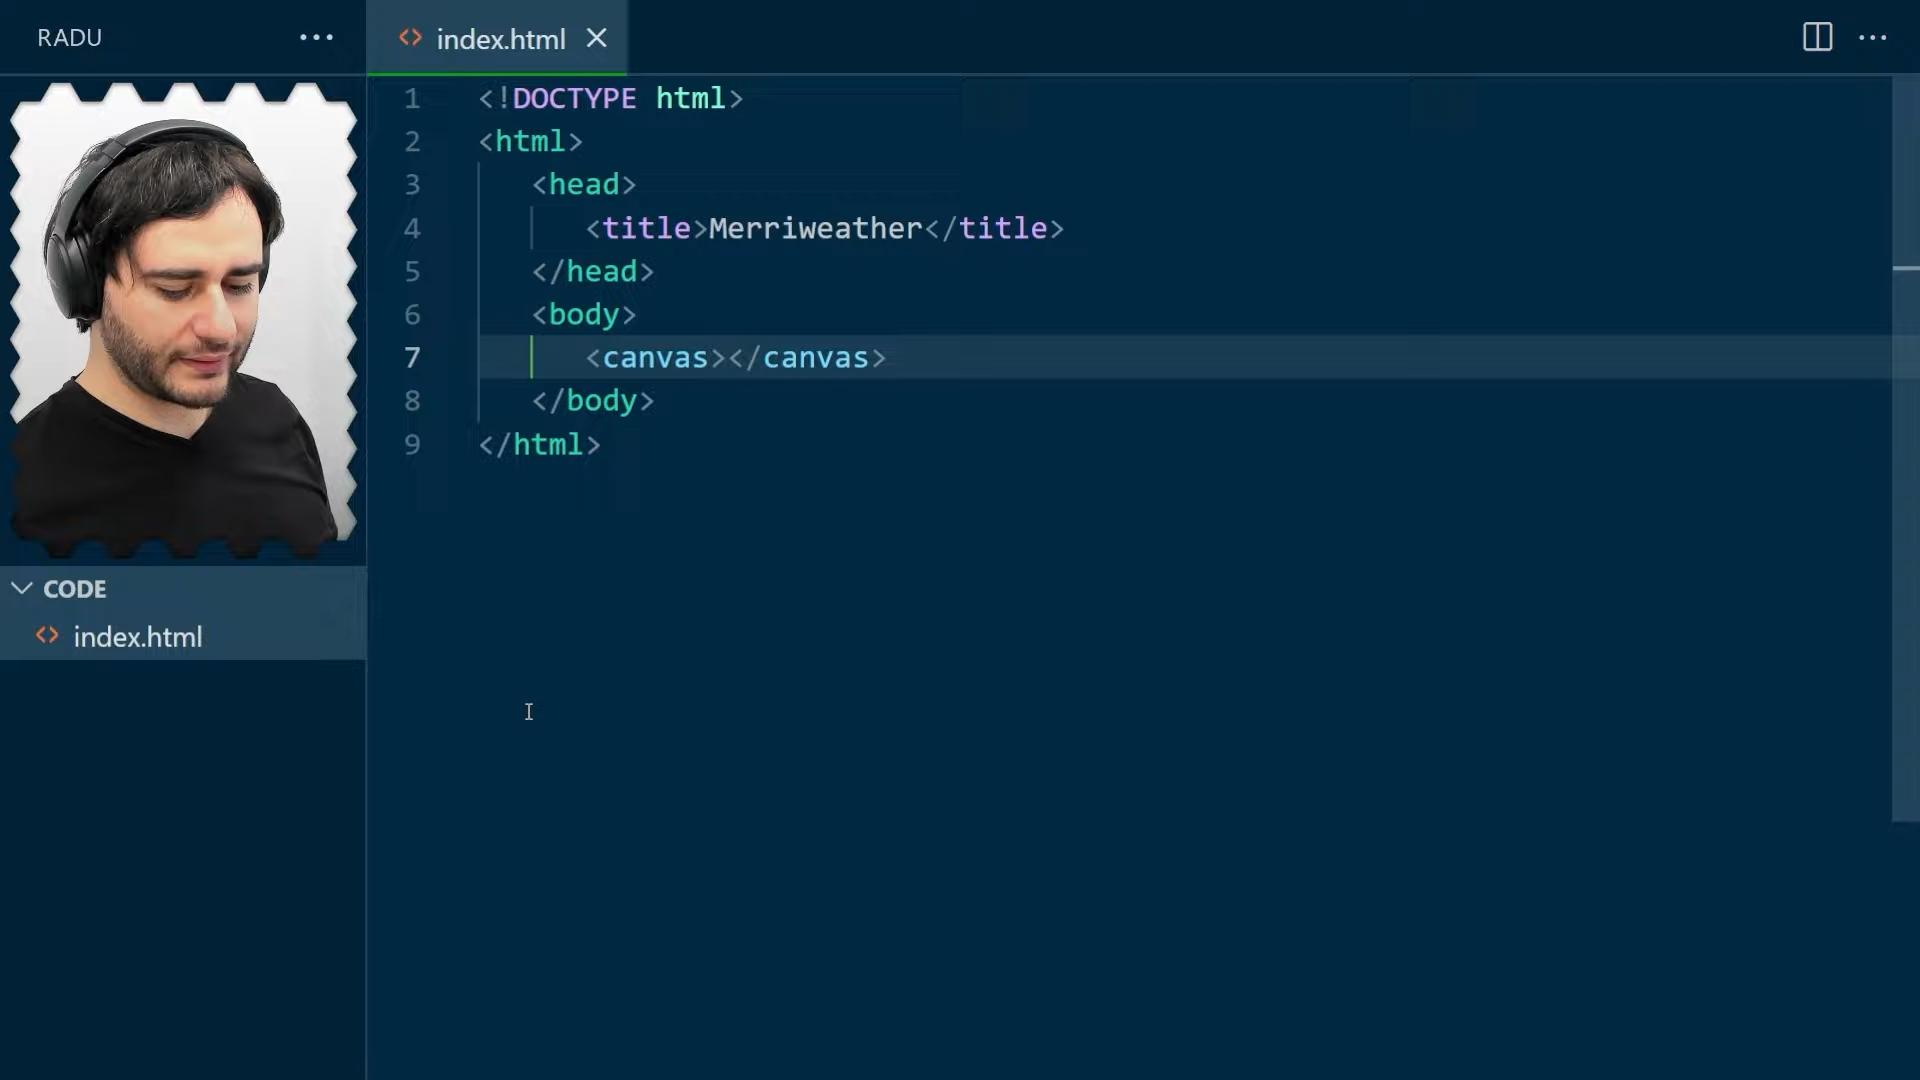 RADU
index.html
1 <!DOCTYPE html>
2 <html>
3 <head>
4 <title>Merriweather</title>
5 </head>
6 <body>
7 <canvas></canvas>
8 </body>
9 </html>
CODE
index.html